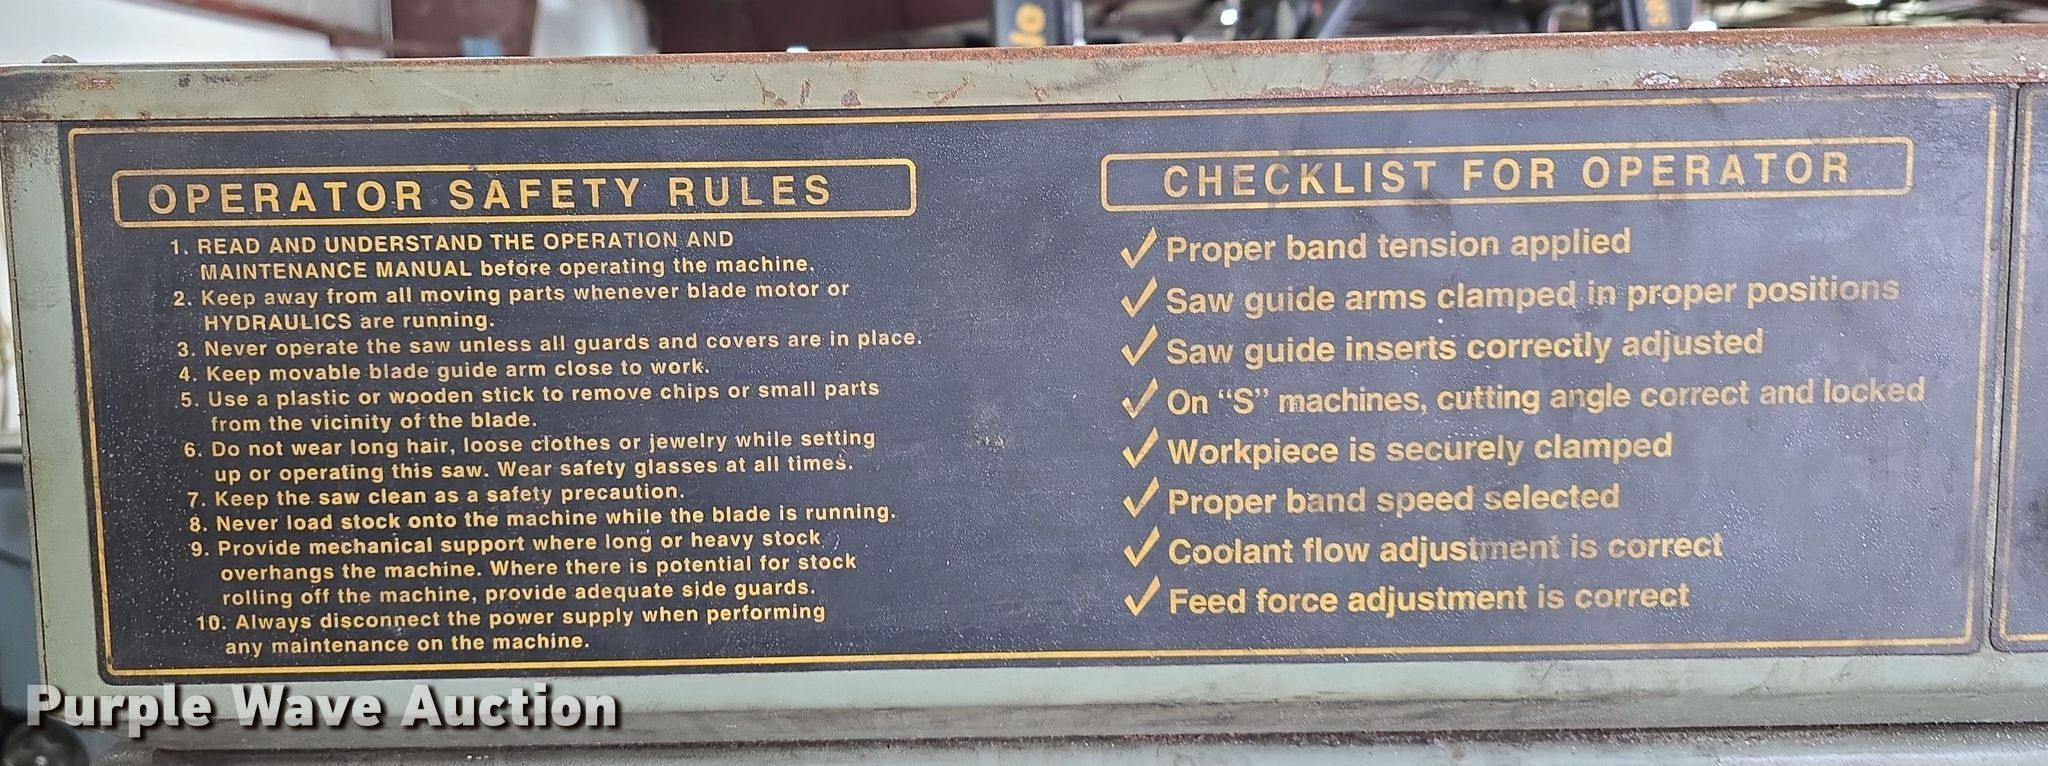 OPERATOR SAFETY RULES
1. READ AND UNDERSTAND THE OPERATION AND
MAINTENANCE MANUAL before operating the machine.
2. Keep away from all moving parts whenever blade motor or
HYDRAULICS are running.
3. Never operate the saw unless all guards and covers are in place.
4. Keep movable blade guide arm close to work.
5. Use a plastic or wooden stick to remove chips or small parts
from the vicinity of the blade.
6. Do not wear long hair, loose clothes or jewelry while setting
up or operating this saw. Wear safety glasses at all times.
7. Keep the saw clean as a safety precaution.
8. Never load stock onto the machine while the blade is running.
9. Provide mechanical support where long or heavy stock
overhangs the machine. Where there is potential for stock
rolling off the machine, provide adequate side guards.
10. Always disconnect the power supply when performing
any maintenance on the machine.
CHECKLIST FOR OPERATOR
✓ Proper band tension applied
✓ Saw guide arms clamped in proper positions
✓ Saw guide inserts correctly adjusted
✓ On “S” machines, cutting angle correct and locked
✓ Workpiece is securely clamped
✓ Proper band speed selected
✓ Coolant flow adjustment is correct
✓ Feed force adjustment is correct
Purple Wave Auction